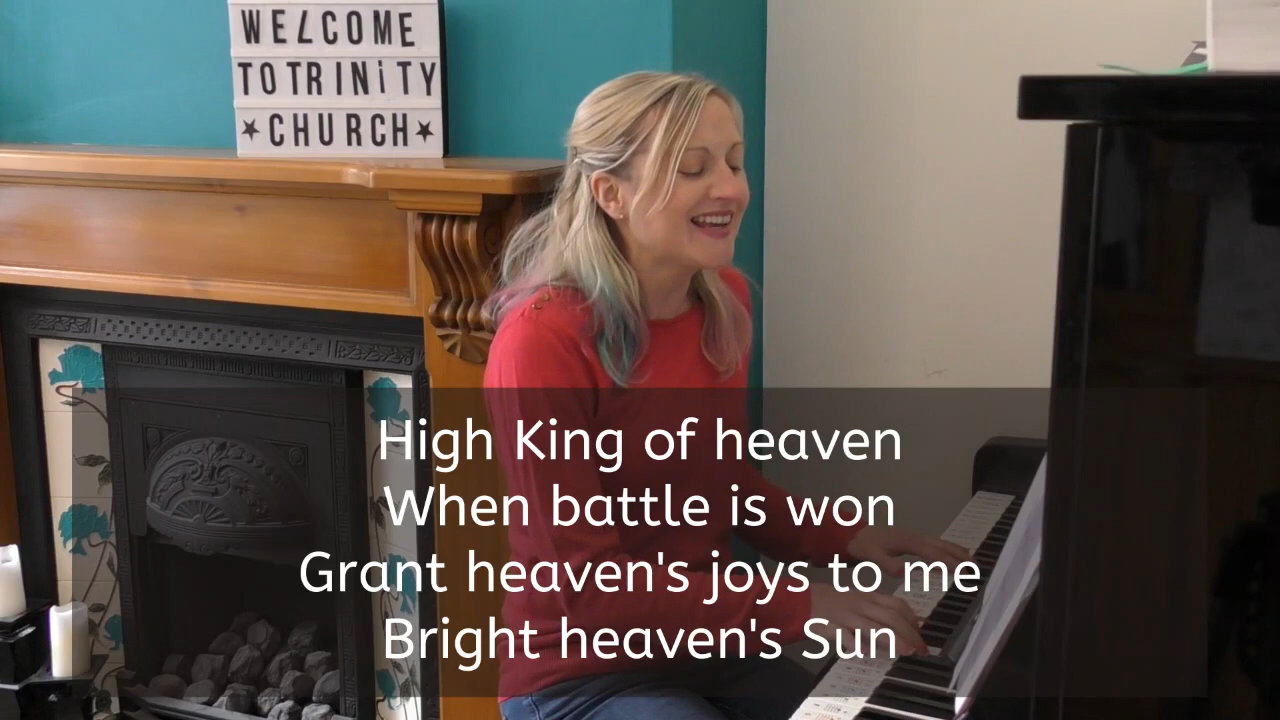 WELCOME
TO TRINiTY
★CHURCH★
High King of heaven
When battle is won
Grant heaven's joys to me
Bright heaven's Sun